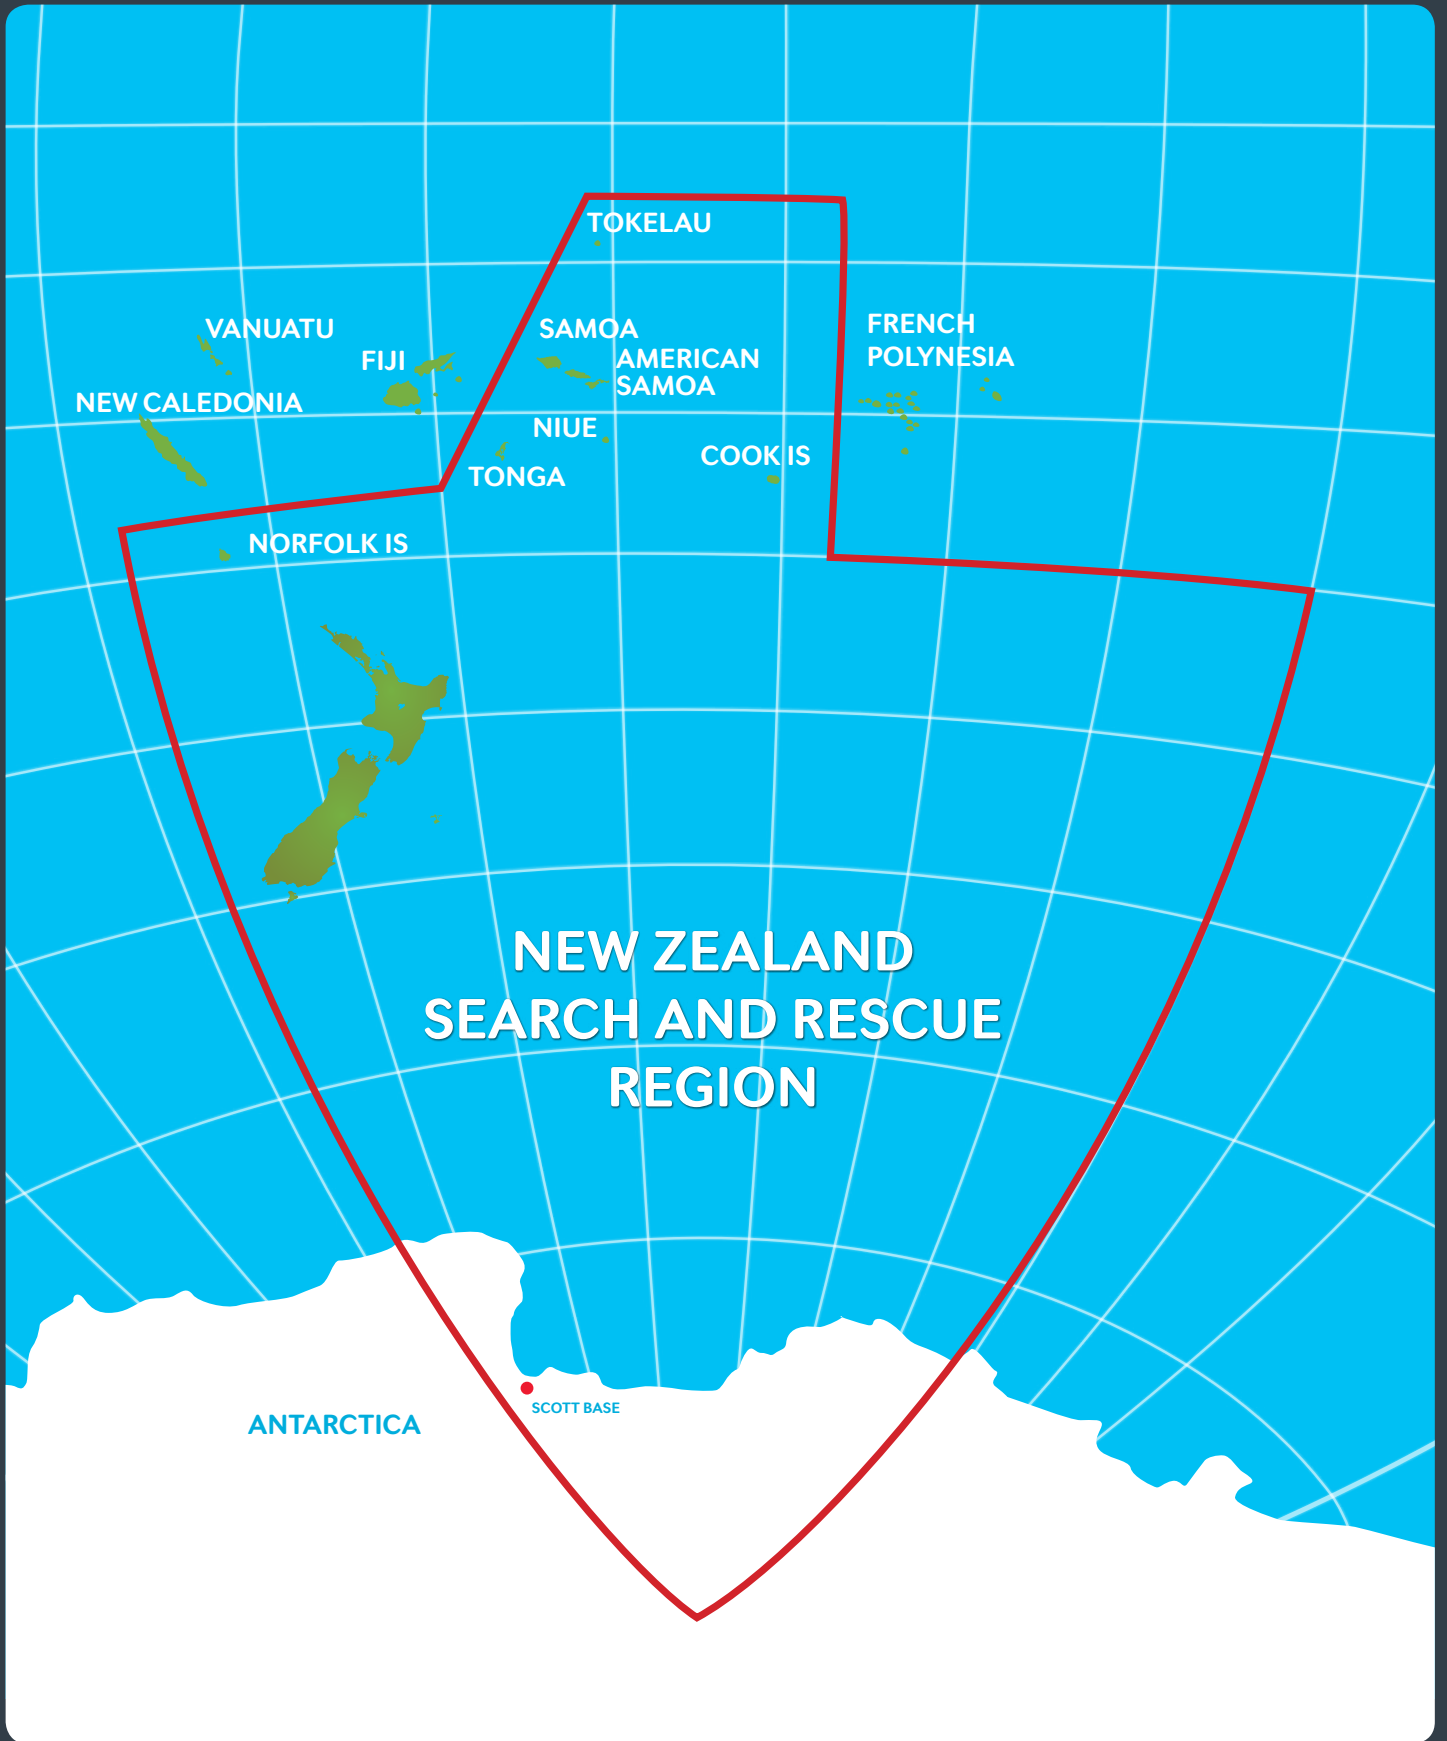 TOKELAU
VANUATU
SAMOA
FRENCH
POLYNESIA
FIJI
AMERICAN
SAMOA
NEW CALEDONIA
NIUE
COOK IS
TONGA
NORFOLK IS
NEW ZEALAND
SEARCH AND RESCUE
REGION
SCOTT BASE
ANTARCTICA